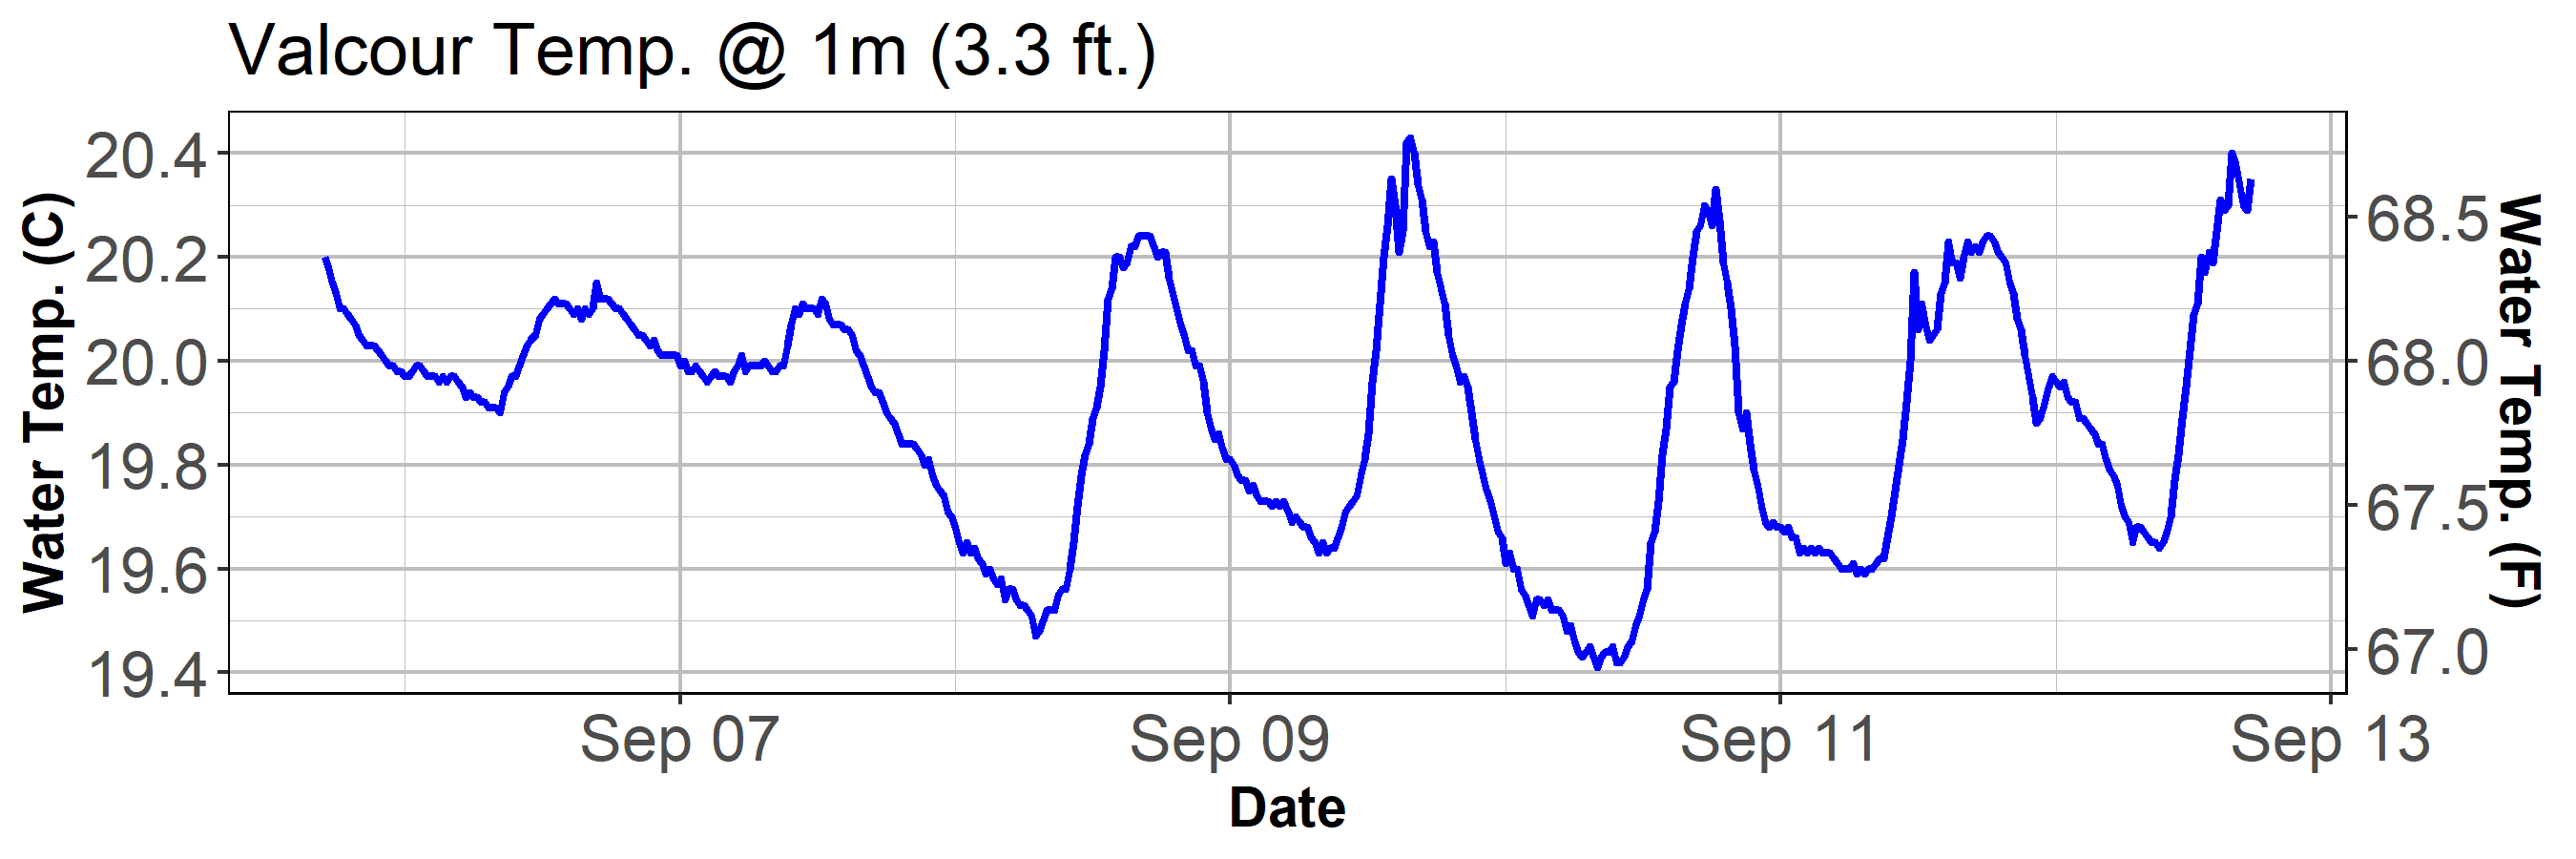 Valcour Temp. @ 1m (3.3 ft.)
Water Temp. (C)
20.4
20.2
20.0
19.8
19.6
19.4
68.5
68.0
67.5
67.0
Water Temp. (F)
Sep 07 Sep 09 Sep 11 Sep 13
Date